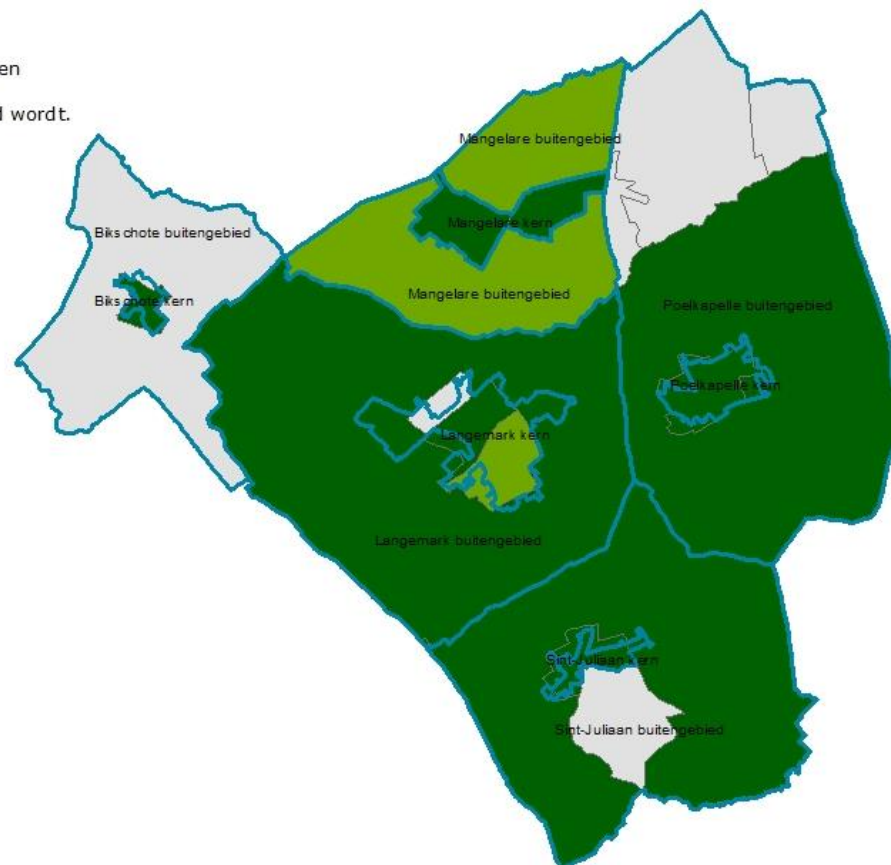 en
d wordt.
Mangelare buitengebied
Bikschote buitengebied
Mangelare kern
Bikschote kern
Mangelare buitengebied
Poelkapelle buitengebied
Poelkapelle kern
Langemark kern
Langemark buitengebied
Sint-Juliaan kern
Sint-Juliaan buitengebied